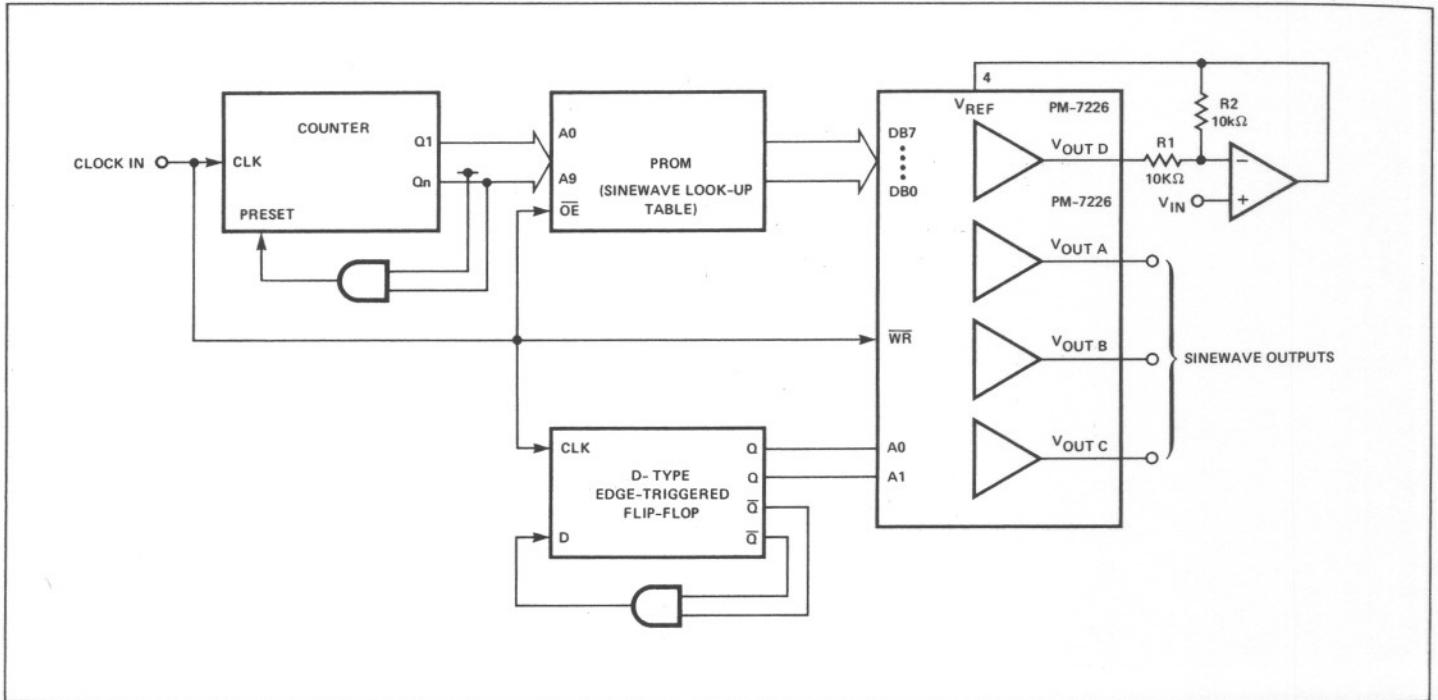 COUNTER
CLOCK IN
CLK
Q1
Qn
PRESET
A0
A9
OE
PROM
(SINEWAVE LOOK-UP
TABLE)
4
VREF
PM-7226
DB7
DB0
VOUT D
PM-7226
R1
10KΩ
R2
10kΩ
VIN
−
+
VOUT A
WR
VOUT B
SINEWAVE OUTPUTS
VOUT C
CLK
D
D- TYPE
EDGE-TRIGGERED
FLIP-FLOP
Q
Q
Q̅
Q̅
A0
A1